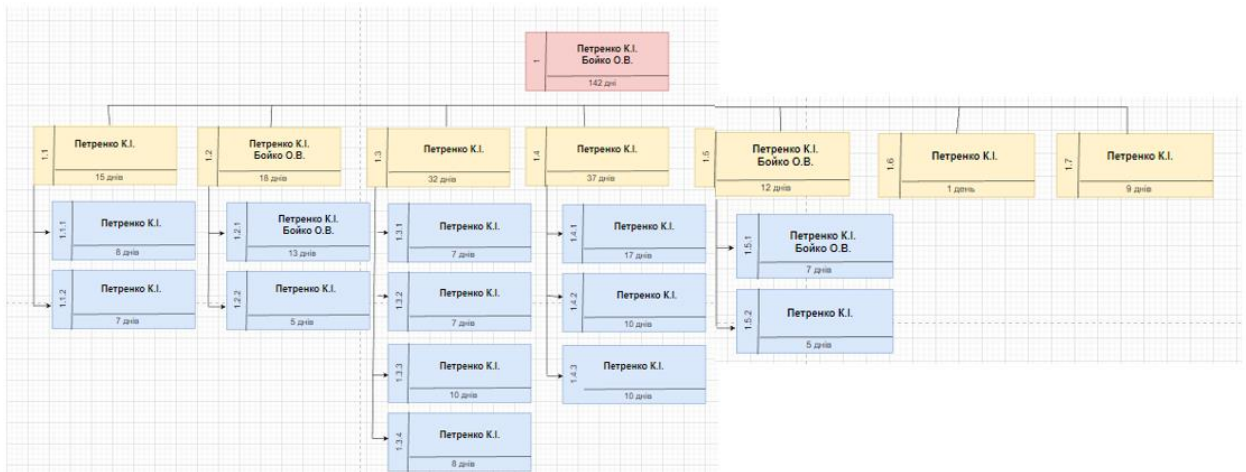 1
Петренко К.І.
Бойко О.В.
142 дні
1.1
Петренко К.І.
15 днів
1.2
Петренко К.І.
Бойко О.В.
18 днів
1.3
Петренко К.І.
32 днів
1.4
Петренко К.І.
37 днів
1.5
Петренко К.І.
Бойко О.В.
12 днів
1.6
Петренко К.І.
1 день
1.7
Петренко К.І.
9 днів
1.1.1
Петренко К.І.
8 днів
1.1.2
Петренко К.І.
7 днів
1.2.1
Петренко К.І.
Бойко О.В.
13 днів
1.2.2
Петренко К.І.
5 днів
1.3.1
Петренко К.І.
7 днів
1.3.2
Петренко К.І.
7 днів
1.3.3
Петренко К.І.
10 днів
1.3.4
Петренко К.І.
8 днів
1.4.1
Петренко К.І.
17 днів
1.4.2
Петренко К.І.
10 днів
1.4.3
Петренко К.І.
10 днів
1.5.1
Петренко К.І.
Бойко О.В.
7 днів
1.5.2
Петренко К.І.
5 днів